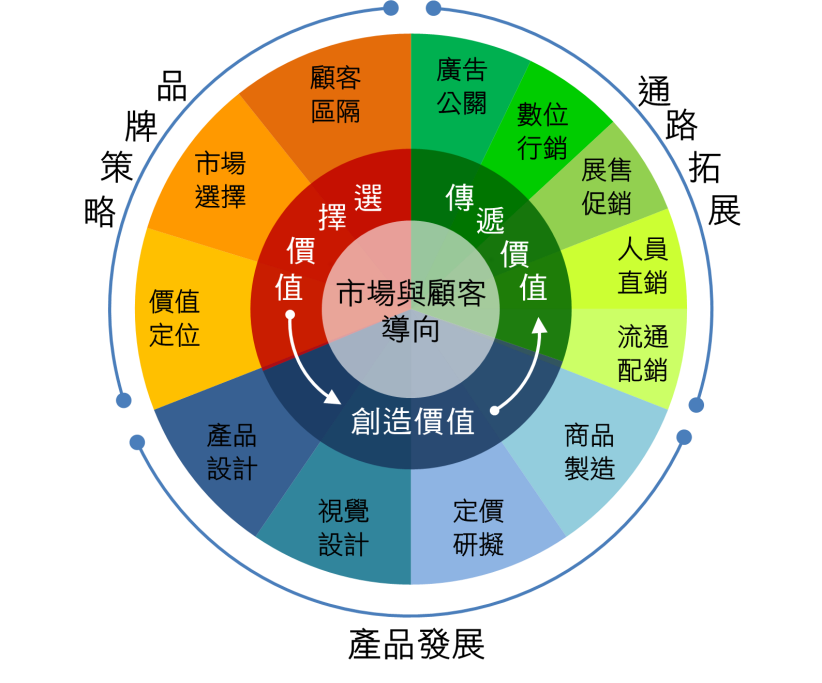 品牌策略
顧客
區隔
市場
選擇
價值
定位
選擇價值
通路拓展
廣告
公關
數位
行銷
展售
促銷
人員
直銷
流通
配銷
傳遞價值
市場與顧客
導向
創造價值
產品
設計
視覺
設計
定價
研擬
商品
製造
產品發展